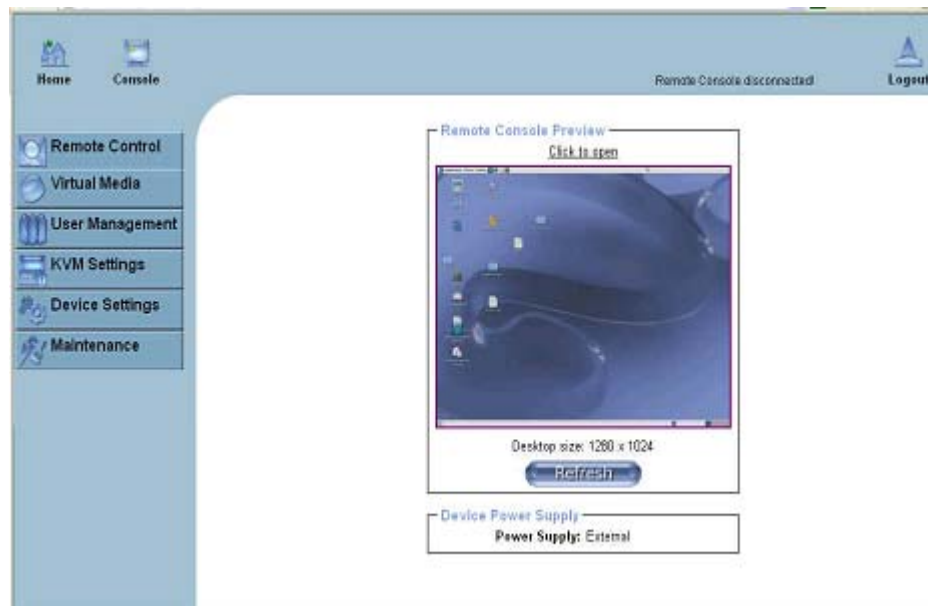 Home
Console
Remote Console disconnected!
Logout
Remote Control
Virtual Media
User Management
KVM Settings
Device Settings
Maintenance
Remote Console Preview
Click to open
Desktop size: 1280 x 1024
Refresh
Device Power Supply
Power Supply: External